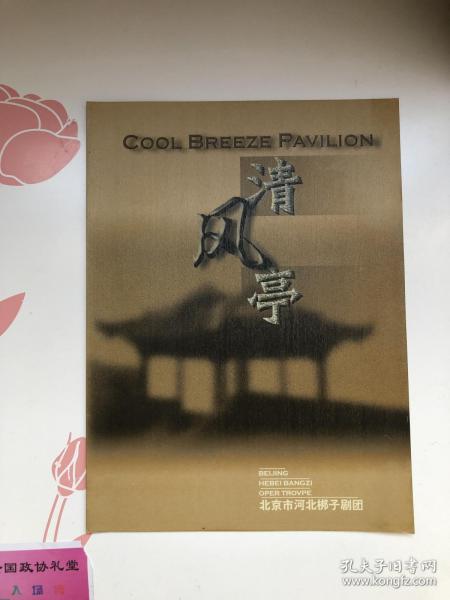 COOL BREEZE PAVILION
清
风
亭
BEIJING
HEBEI BANGZI
OPER TROVPE
北京市河北梆子剧团
国政协礼堂
入场
孔夫子旧书网
www.kongfz.com